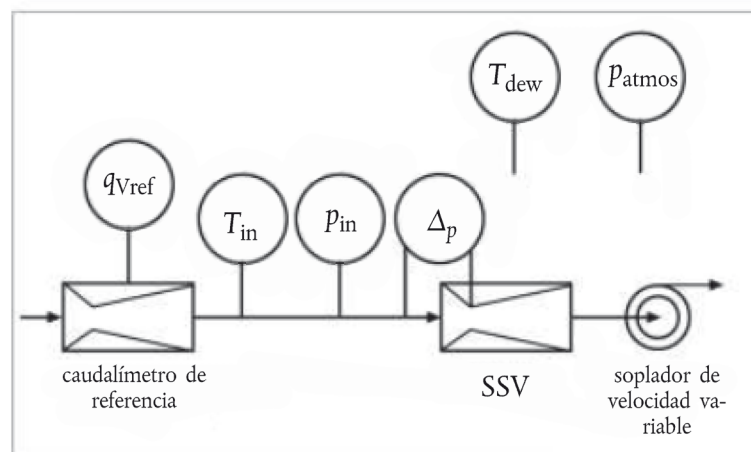 T_dew
p_atmos
q_Vref
T_in
p_in
Δ_p
caudalímetro de
referencia
SSV
soplador de
velocidad va-
riable